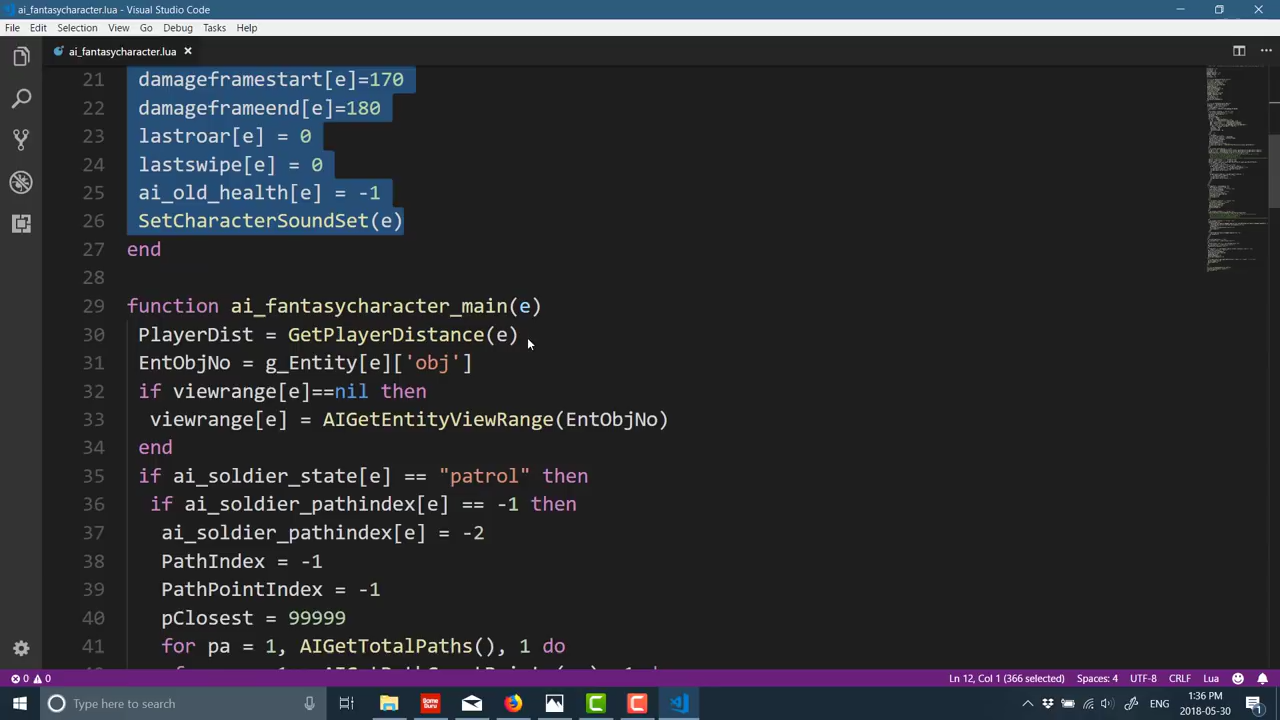 ai_fantasycharacter.lua - Visual Studio Code
File Edit Selection View Go Debug Tasks Help
ai_fantasycharacter.lua
21 damageframestart[e]=170
22 damageframeend[e]=180
23 lastroar[e] = 0
24 lastswipe[e] = 0
25 ai_old_health[e] = -1
26 SetCharacterSoundSet(e)
27 end
28
29 function ai_fantasycharacter_main(e)
30 PlayerDist = GetPlayerDistance(e)
31 EntObjNo = g_Entity[e]['obj']
32 if viewrange[e]==nil then
33 viewrange[e] = AIGetEntityViewRange(EntObjNo)
34 end
35 if ai_soldier_state[e] == "patrol" then
36 if ai_soldier_pathindex[e] == -1 then
37 ai_soldier_pathindex[e] = -2
38 PathIndex = -1
39 PathPointIndex = -1
40 pClosest = 99999
41 for pa = 1, AIGetTotalPaths(), 1 do
0 0 Ln 12, Col 1 (366 selected) Spaces: 4 UTF-8 CRLF Lua
Type here to search
ENG 1:36 PM
2018-05-30